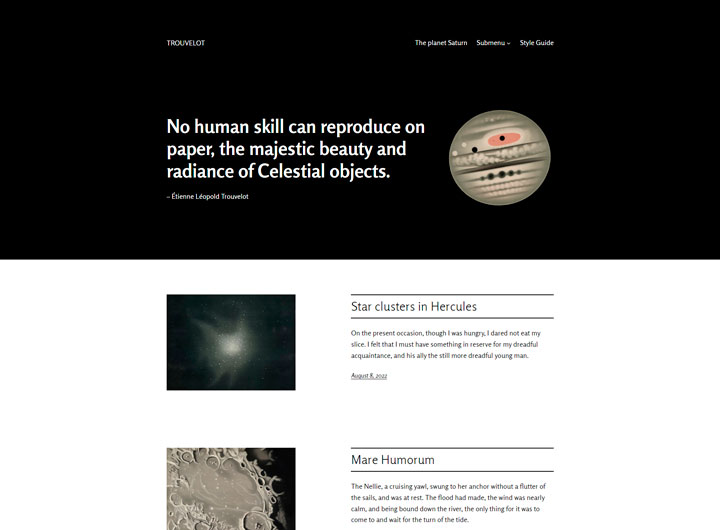 TROUVELOT
The planet Saturn Submenu Style Guide
No human skill can reproduce on
paper, the majestic beauty and
radiance of Celestial objects.
– Étienne Léopold Trouvelot
Star clusters in Hercules
On the present occasion, though I was hungry, I dared not eat my
slice. I felt that I must have something in reserve for my dreadful
acquaintance, and his ally the still more dreadful young man.
August 8, 2022
Mare Humorum
The Nellie, a cruising yawl, swung to her anchor without a flutter of
the sails, and was at rest. The flood had made, the wind was nearly
calm, and being bound down the river, the only thing for it was to
come to and wait for the turn of the tide.